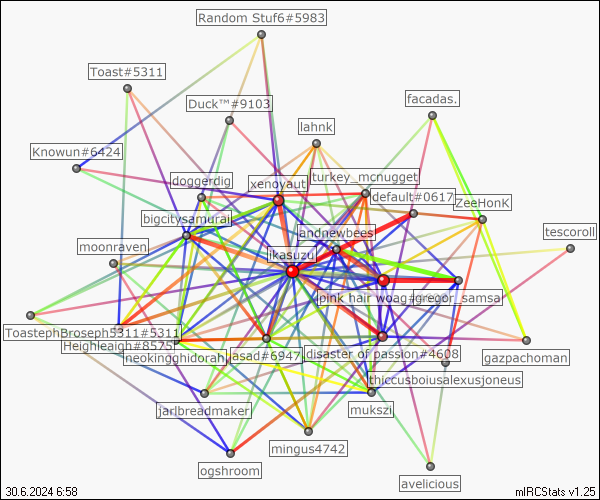 Random Stuf6#5983
Toast#5311
Duck™#9103
facadas.
lahnk
Knowun#6424
doggerdig
xenoyaut
turkey_mcnugget
default#0617
ZeeHonK
bigcitysamurai
andnewbees
tescoroll
moonraven
ikasuzu
pink hair woag#
gregor_samsa
ToastephBroseph5311#5311
Heighleaigh#8575
neokingghidorah
asad#6947
disaster of passion#4608
gazpachoman
thiccusboiusalexusjoneus
jarlbreadmaker
mukszi
mingus4742
ogshroom
avelicious
30.6.2024 6:58
mIRCStats v1.25